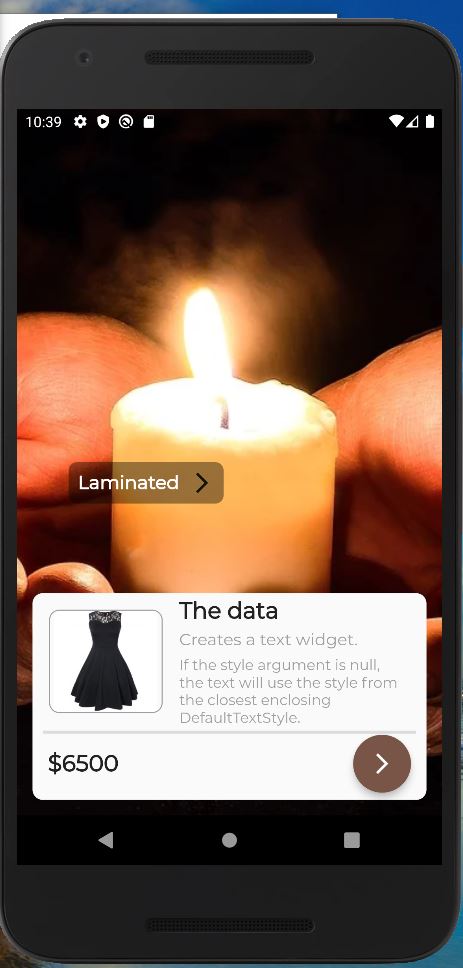 10:39
Laminated
The data
Creates a text widget.
If the style argument is null,
the text will use the style from
the closest enclosing
DefaultTextStyle.
$6500